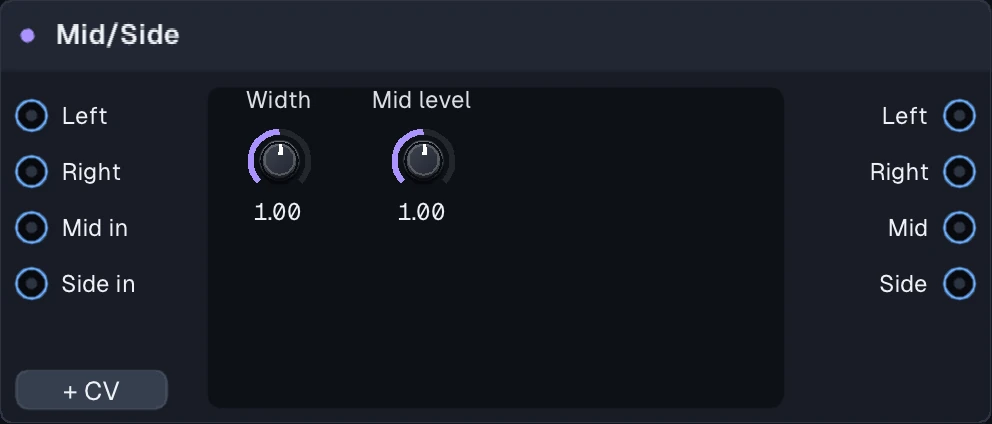 Mid/Side
Width Mid level
Left Left
Right Right
1.00 1.00
Mid in Mid
Side in Side
+ CV